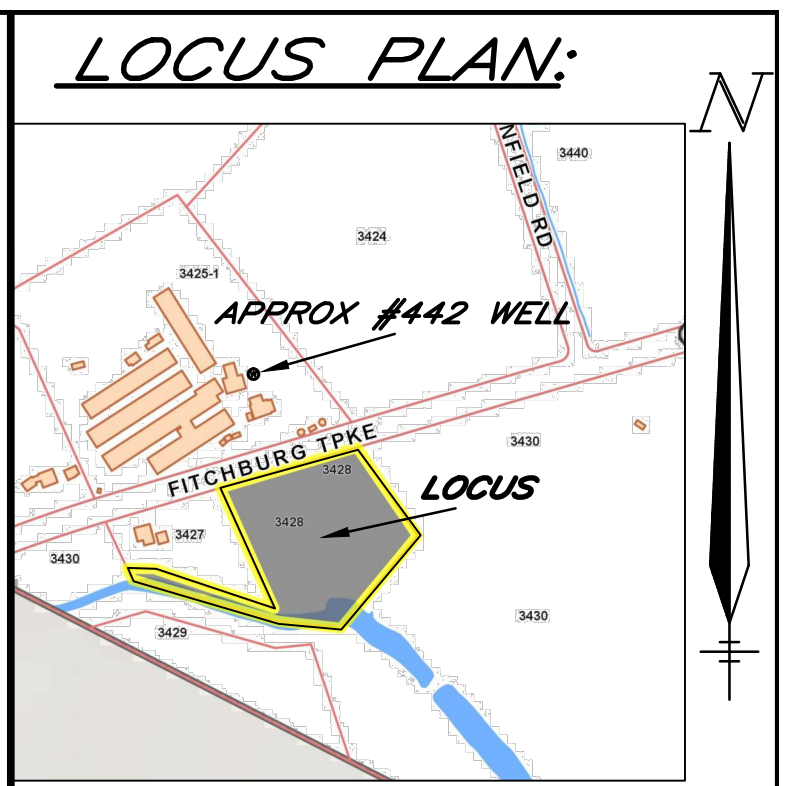 LOCUS PLAN:
N
NFIELD RD
3440
3424
3425-1
APPROX #442 WELL
W
FITCHBURG TPKE
3430
3428
LOCUS
3428
3427
3430
3430
3429